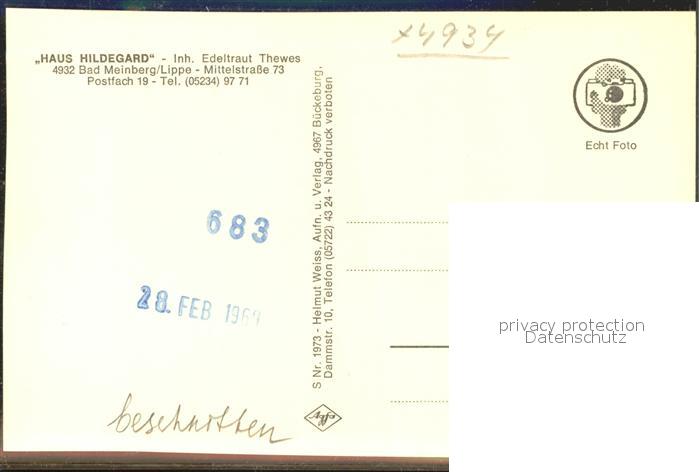 x4934
„HAUS HILDEGARD" - Inh. Edeltraut Thewes
4932 Bad Meinberg/Lippe - Mittelstraße 73
Postfach 19 - Tel. (05234) 97 71
Echt Foto
683
28. FEB 1969
S Nr. 1973 - Helmut Weiss, Aufn. u. Verlag, 4967 Bückeburg,
Dammstr. 10, Telefon (05722) 43 24 - Nachdruck verboten
privacy protection
Datenschutz
beschnitten
Agfa